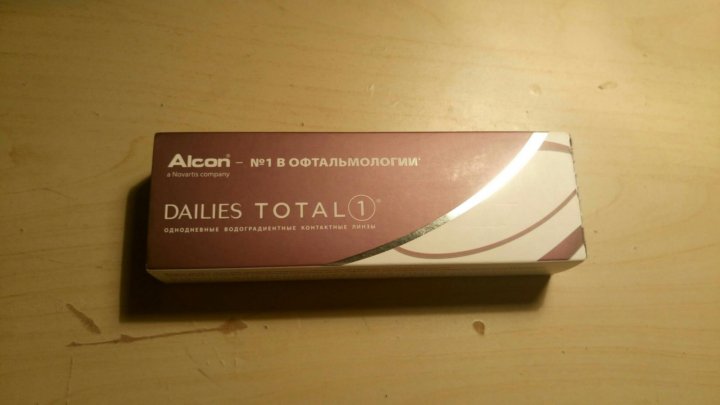 Alcon® – №1 В ОФТАЛЬМОЛОГИИ*
a Novartis company
DAILIES TOTAL 1®
ОДНОДНЕВНЫЕ ВОДОГРАДИЕНТНЫЕ КОНТАКТНЫЕ ЛИНЗЫ